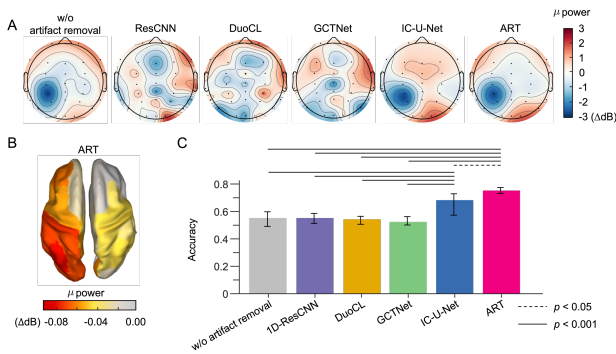 A
w/o
artifact removal
ResCNN
DuoCL
GCTNet
IC-U-Net
ART
μ power
3
2
1
0
-1
-2
-3 (ΔdB)
B
ART
μ power
(ΔdB) -0.08 -0.04 0.00
C
Accuracy
0.8
0.6
0.4
0.2
0
w/o artifact removal
1D-ResCNN
DuoCL
GCTNet
IC-U-Net
ART
p < 0.05
p < 0.001